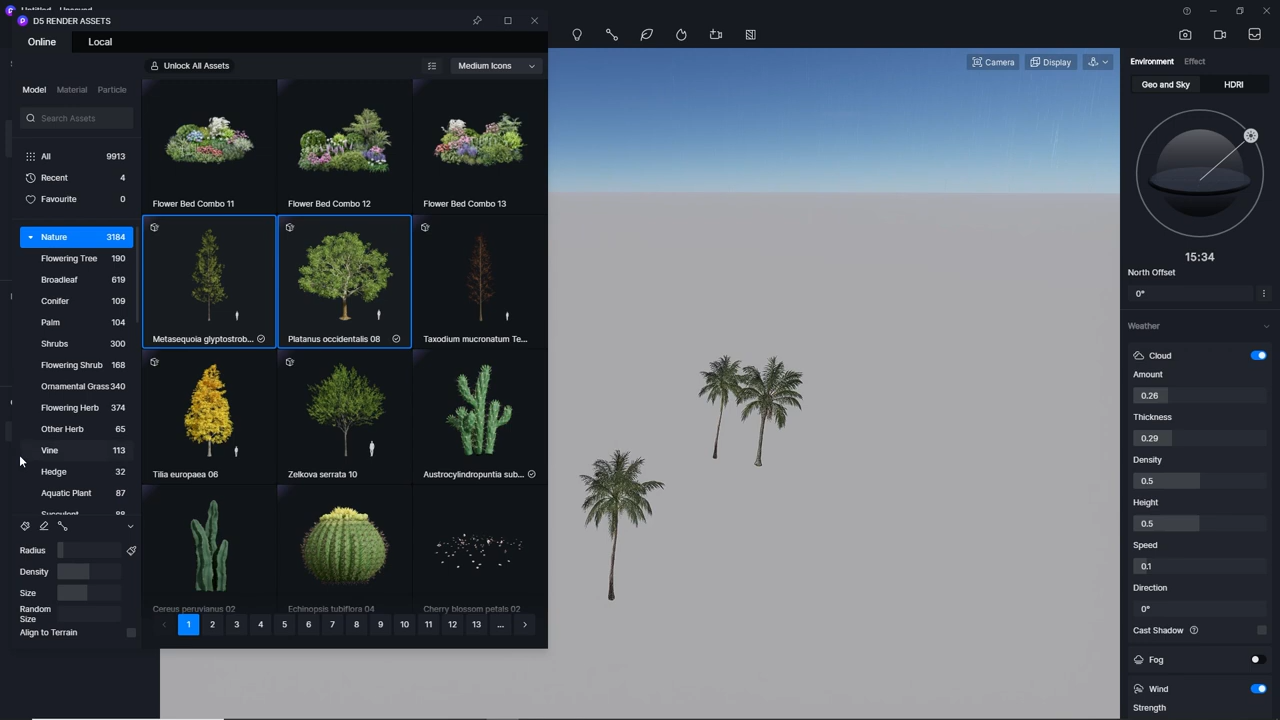 Untitled - Unsaved
D5 RENDER ASSETS
Online Local
Unlock All Assets Medium Icons
Model Material Particle
Search Assets
All 9913
Recent 4
Favourite 0
Nature 3184
Flowering Tree 190
Broadleaf 619
Conifer 109
Palm 104
Shrubs 300
Flowering Shrub 168
Ornamental Grass 340
Flowering Herb 374
Other Herb 65
Vine 113
Hedge 32
Aquatic Plant 87
Succulent 88
Radius
Density
Size
Random Size
Align to Terrain
Flower Bed Combo 11 Flower Bed Combo 12 Flower Bed Combo 13
Metasequoia glyptostrob... Platanus occidentalis 08 Taxodium mucronatum Te...
Tilia europaea 06 Zelkova serrata 10 Austrocylindropuntia sub...
Cereus peruvianus 02 Echinopsis tubiflora 04 Cherry blossom petals 02
1 2 3 4 5 6 7 8 9 10 11 12 13 ...
Camera Display
Environment Effect
Geo and Sky HDRI
15:34
North Offset
0°
Weather
Cloud
Amount
0.26
Thickness
0.29
Density
0.5
Height
0.5
Speed
0.1
Direction
0°
Cast Shadow
Fog
Wind
Strength